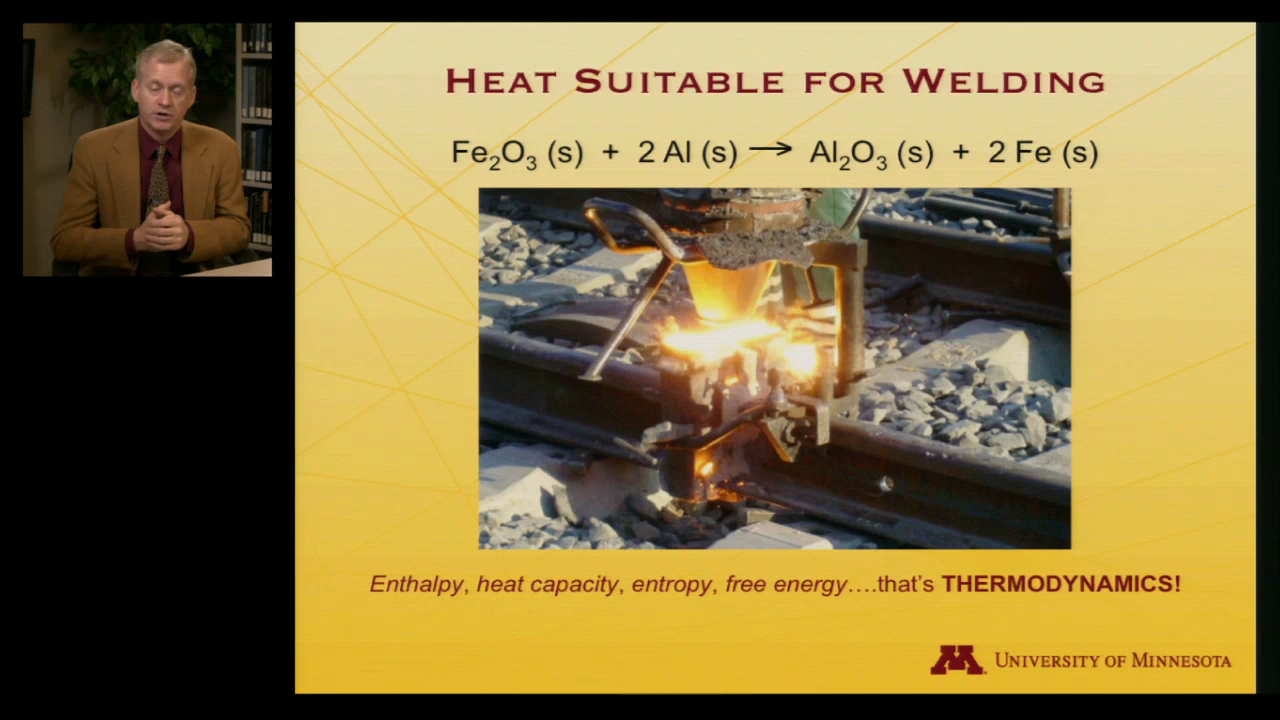 HEAT SUITABLE FOR WELDING
Fe₂O₃ (s) + 2 Al (s) → Al₂O₃ (s) + 2 Fe (s)
Enthalpy, heat capacity, entropy, free energy….that's THERMODYNAMICS!
UNIVERSITY OF MINNESOTA